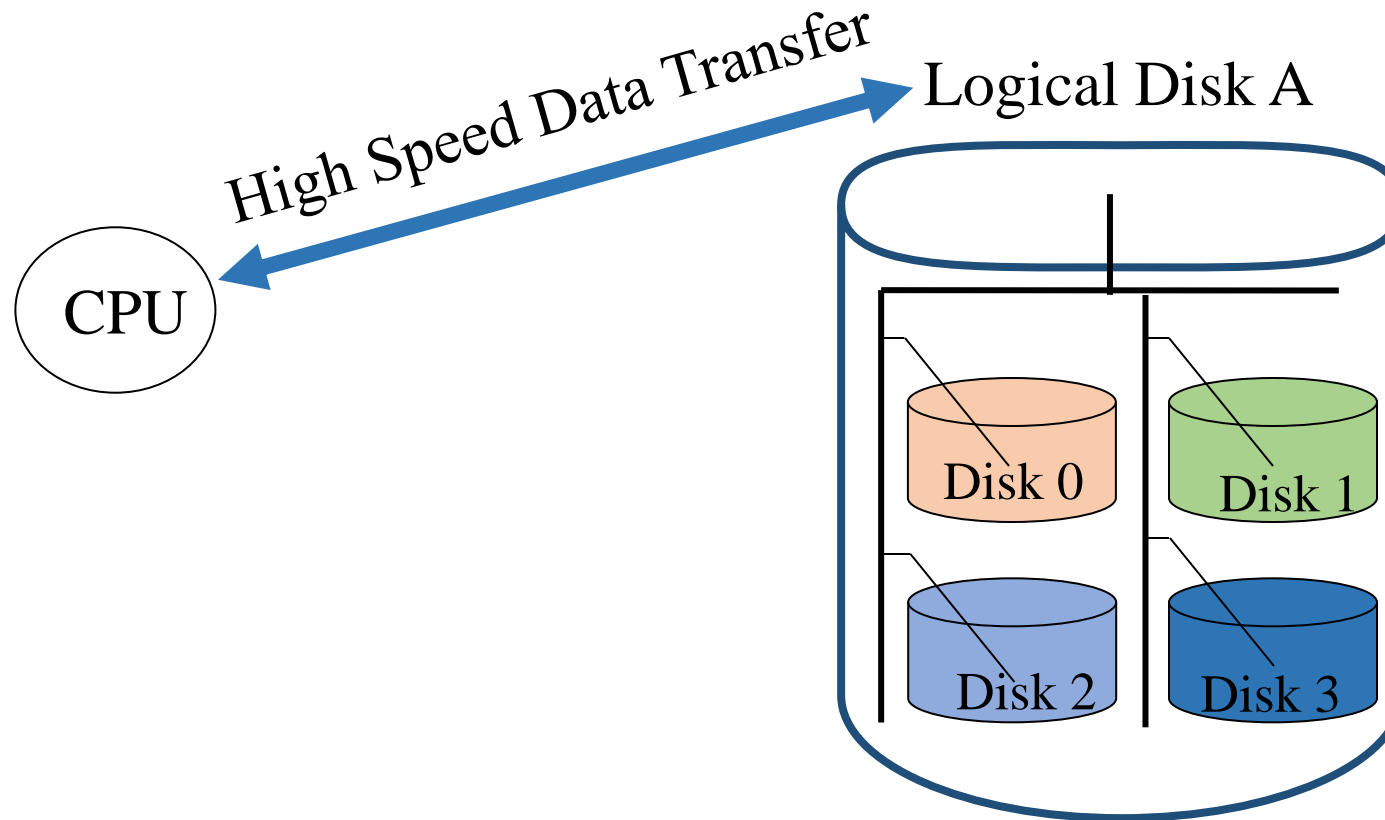 High Speed Data Transfer
Logical Disk A
CPU
Disk 0
Disk 1
Disk 2
Disk 3